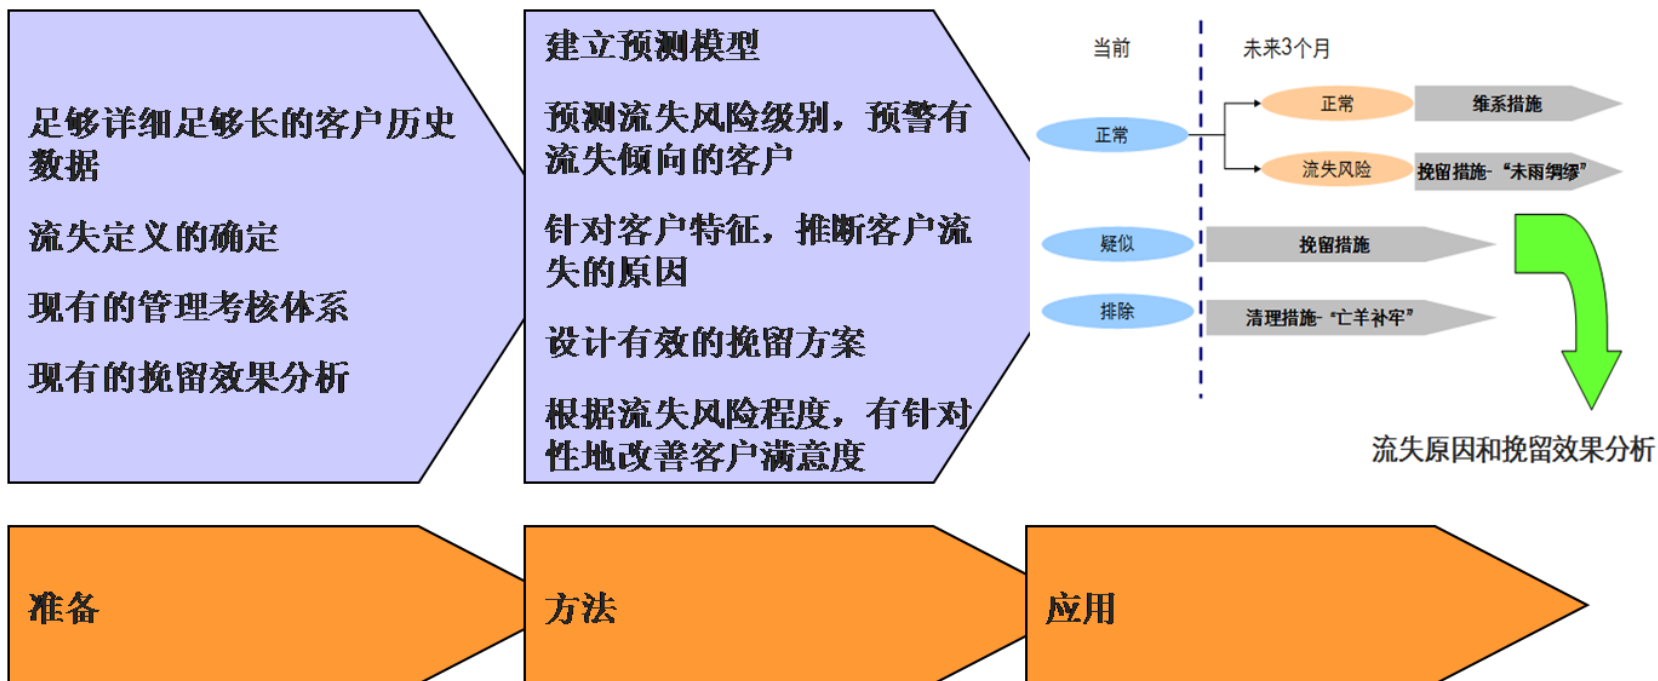 足够详细足够长的客户历史
数据
流失定义的确定
现有的管理考核体系
现有的挽留效果分析
建立预测模型
预测流失风险级别，预警有
流失倾向的客户
针对客户特征，推断客户流
失的原因
设计有效的挽留方案
根据流失风险程度，有针对
性地改善客户满意度
当前
未来3个月
正常
正常
维系措施
流失风险
挽留措施-“未雨绸缪”
疑似
挽留措施
排除
清理措施-“亡羊补牢”
流失原因和挽留效果分析
准备
方法
应用